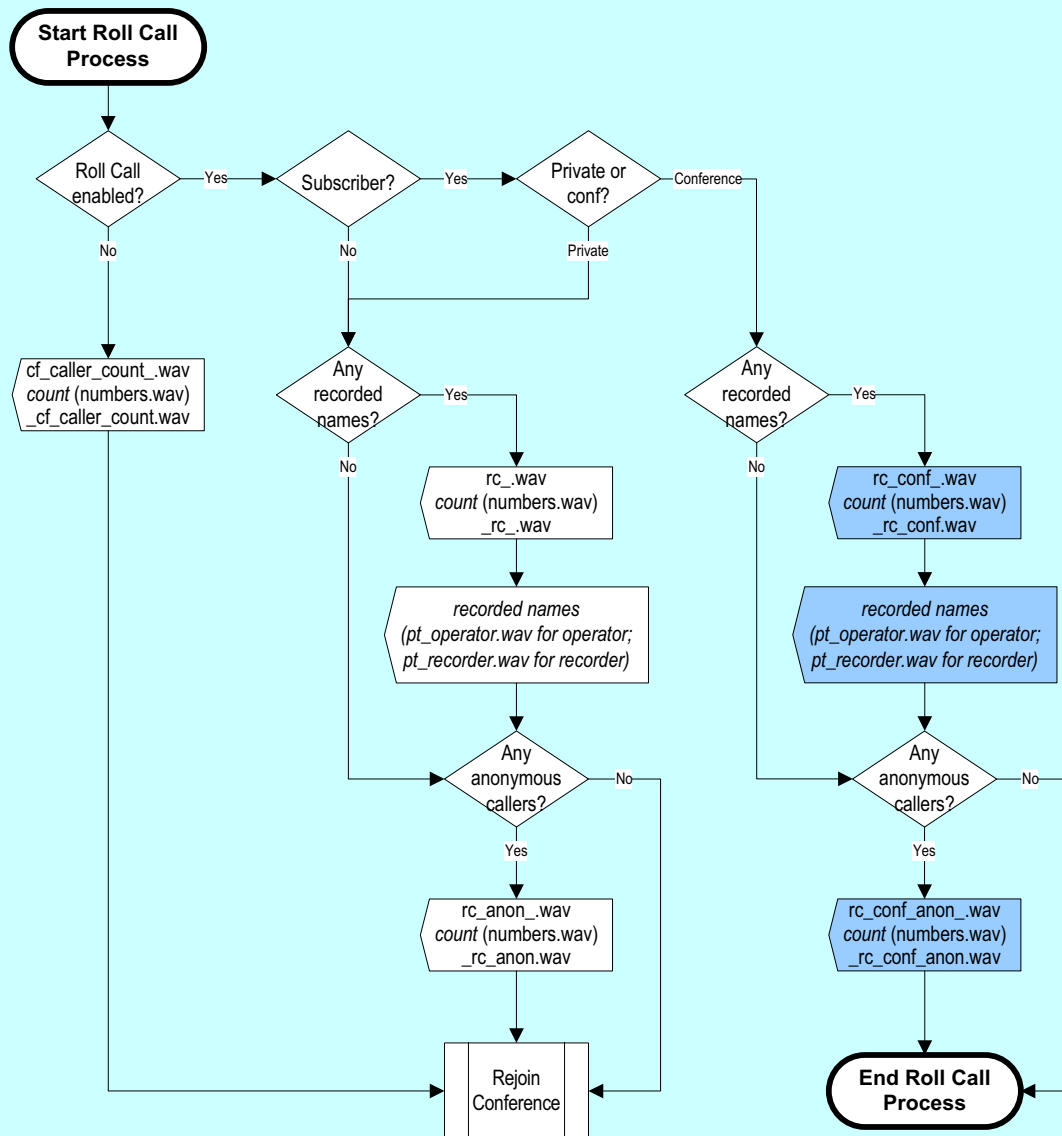 Start Roll Call
Process
Roll Call
enabled?
Yes
Subscriber?
Yes
Private or
conf?
Conference
No
No
Private
cf_caller_count_.wav
count (numbers.wav)
_cf_caller_count.wav
Any
recorded
names?
Yes
No
Any
recorded
names?
Yes
No
rc_.wav
count (numbers.wav)
_rc_.wav
rc_conf_.wav
count (numbers.wav)
_rc_conf.wav
recorded names
(pt_operator.wav for operator;
pt_recorder.wav for recorder)
recorded names
(pt_operator.wav for operator;
pt_recorder.wav for recorder)
Any
anonymous
callers?
No
Yes
Any
anonymous
callers?
No
Yes
rc_anon_.wav
count (numbers.wav)
_rc_anon.wav
rc_conf_anon_.wav
count (numbers.wav)
_rc_conf_anon.wav
Rejoin
Conference
End Roll Call
Process